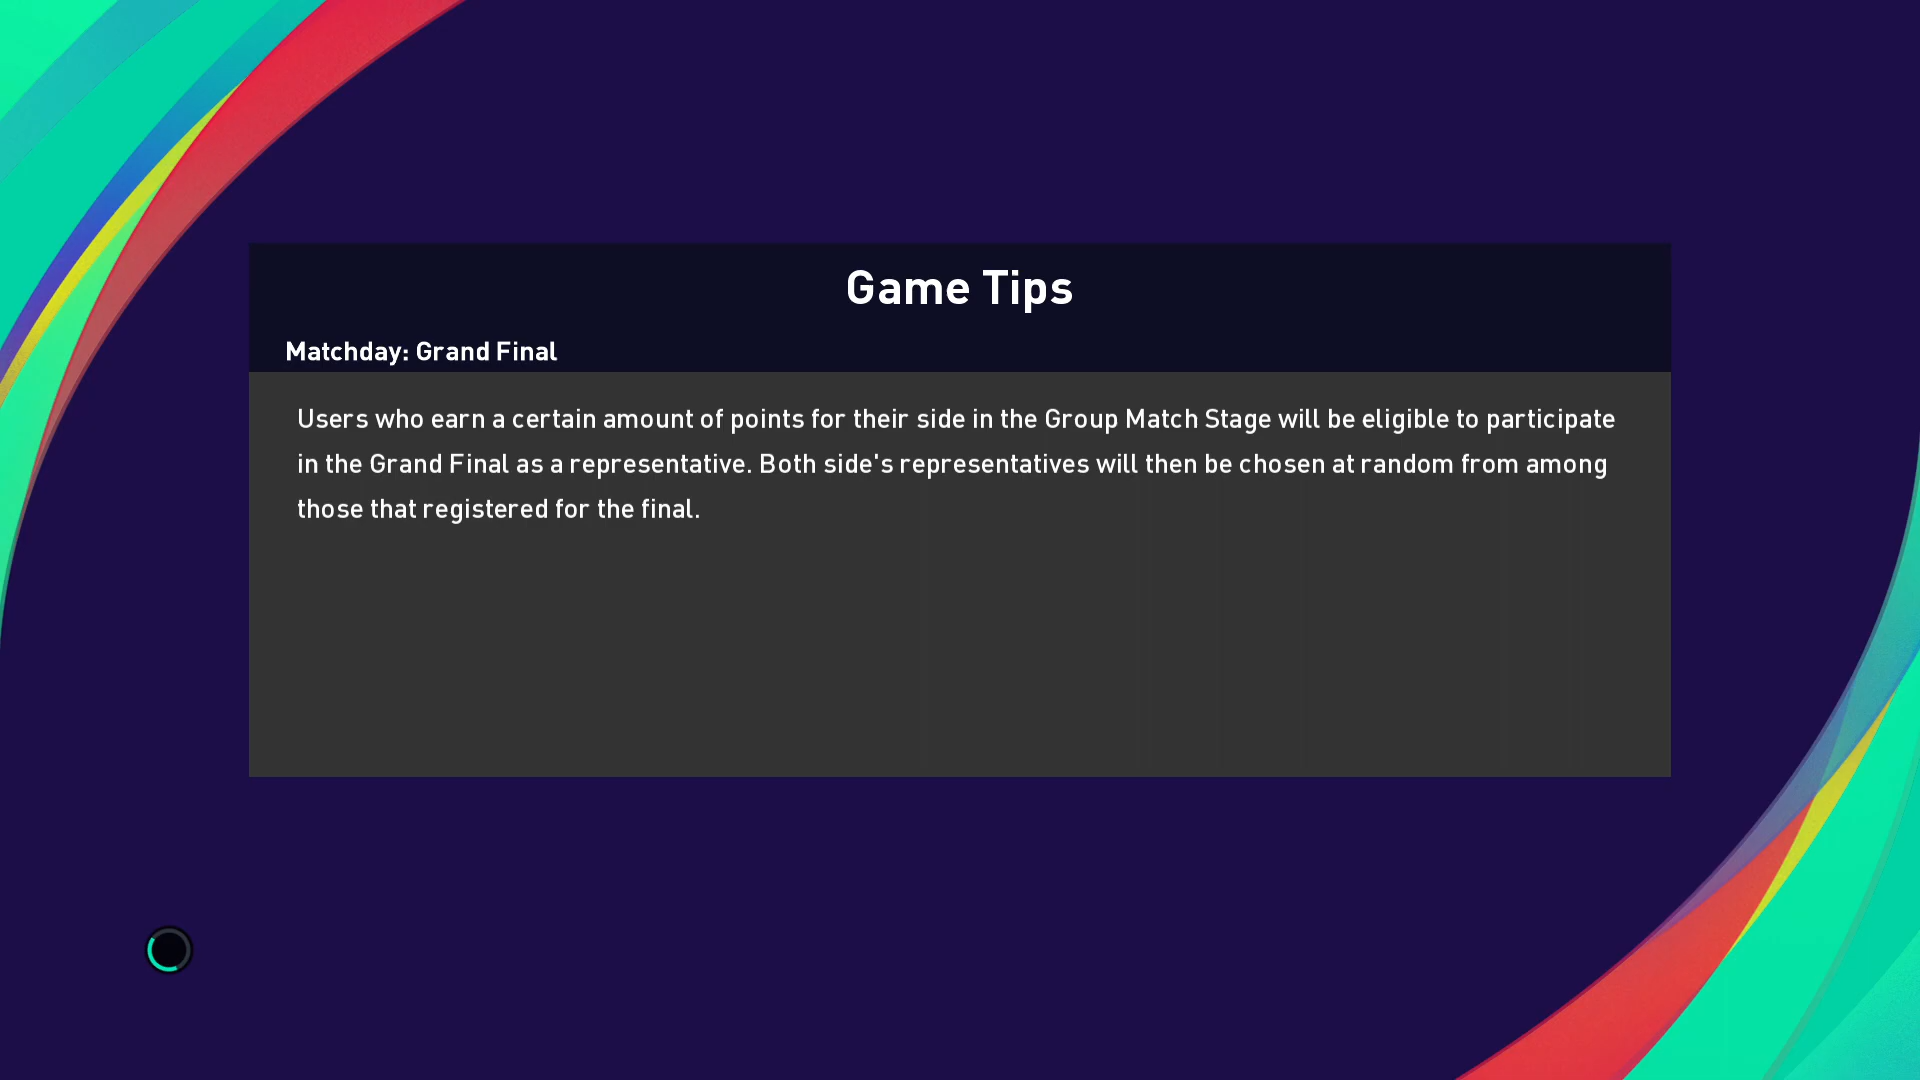 Game Tips
Matchday: Grand Final
Users who earn a certain amount of points for their side in the Group Match Stage will be eligible to participate
in the Grand Final as a representative. Both side's representatives will then be chosen at random from among
those that registered for the final.